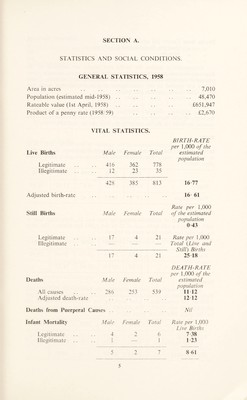 SECTION A.
STATISTICS AND SOCIAL CONDITIONS.
GENERAL STATISTICS, 1958
Area in acres .. .. .. .. .. .. 7,010
Population (estimated mid-1958) .. .. .. .. 48,470
Rateable value (1st April, 1958) .. .. .. .. £651,947
Product of a penny rate (1958/59) .. .. .. .. £2,670
VITAL STATISTICS.
BIRTH-RATE
per 1,000 of the
Live Births Male Female Total estimated
population
Legitimate .. .. 416 362 778
Illegitimate .. .. 12 23 35
428 385 813 16·77
Adjusted birth-rate .. .. .. .. 16·61
Rate per 1,000
Still Births Male Female Total of the estimated
population
0·43
Legitimate .. .. 17 4 21 Rate per 1,000
Illegitimate .. .. — — — Total (Live and
Still) Births
17 4 21 25·18
DEATH-RATE
per 1,000 of the
Deaths Male Female Total estimated
population
All causes .. .. 286 253 539 11·12
Adjusted death-rate .. .. .. 12·12
Deaths from Puerperal Causes .. .. .. Nil
Infant Mortality Male Female Total Rate per 1,000
Live Births
Legitimate .. .. 4 2 6 7·38
Illegitimate .. .. 1 — 1 1·23
5 2 7 8·61
5